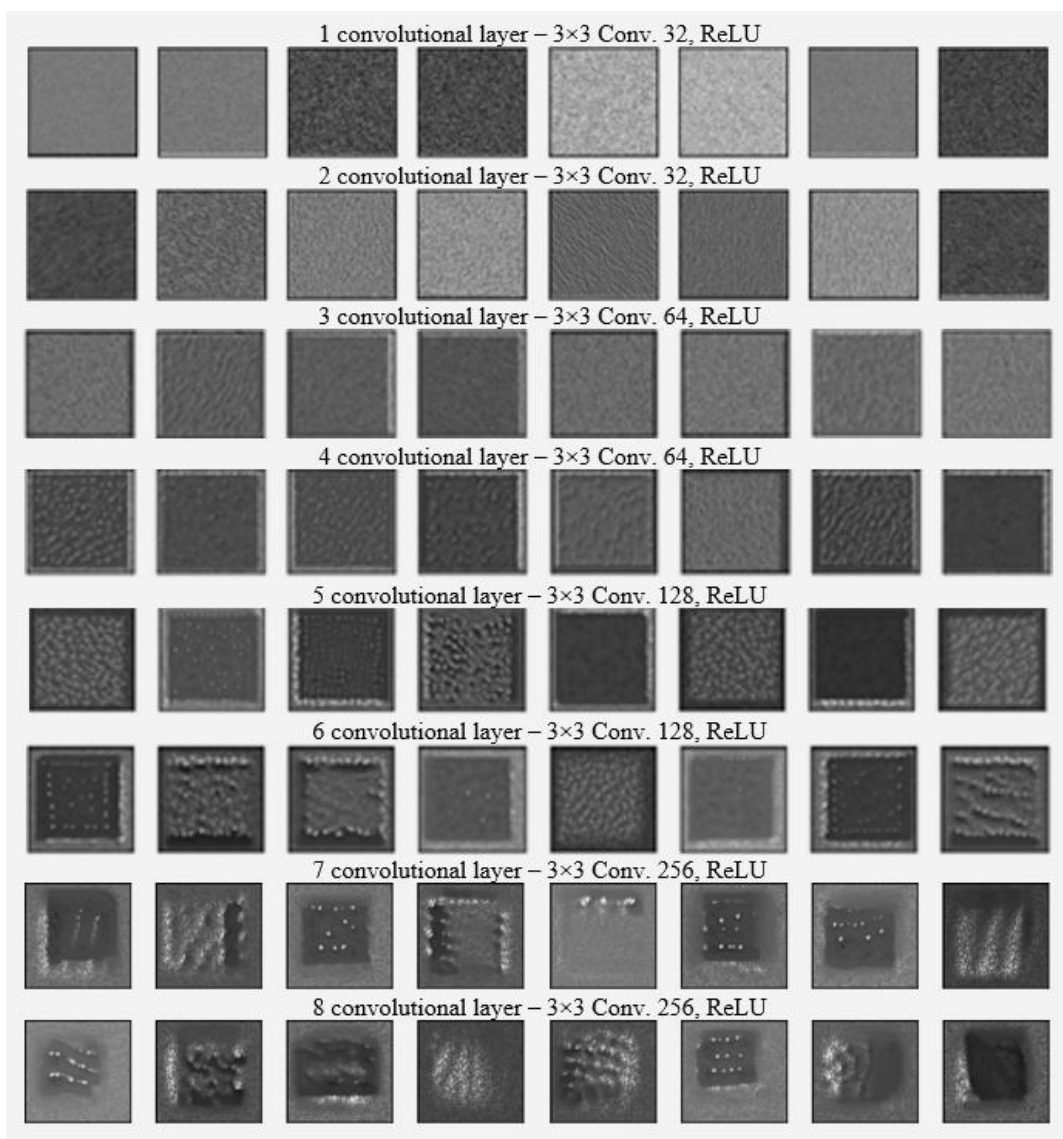 1 convolutional layer – 3×3 Conv. 32, ReLU
2 convolutional layer – 3×3 Conv. 32, ReLU
3 convolutional layer – 3×3 Conv. 64, ReLU
4 convolutional layer – 3×3 Conv. 64, ReLU
5 convolutional layer – 3×3 Conv. 128, ReLU
6 convolutional layer – 3×3 Conv. 128, ReLU
7 convolutional layer – 3×3 Conv. 256, ReLU
8 convolutional layer – 3×3 Conv. 256, ReLU